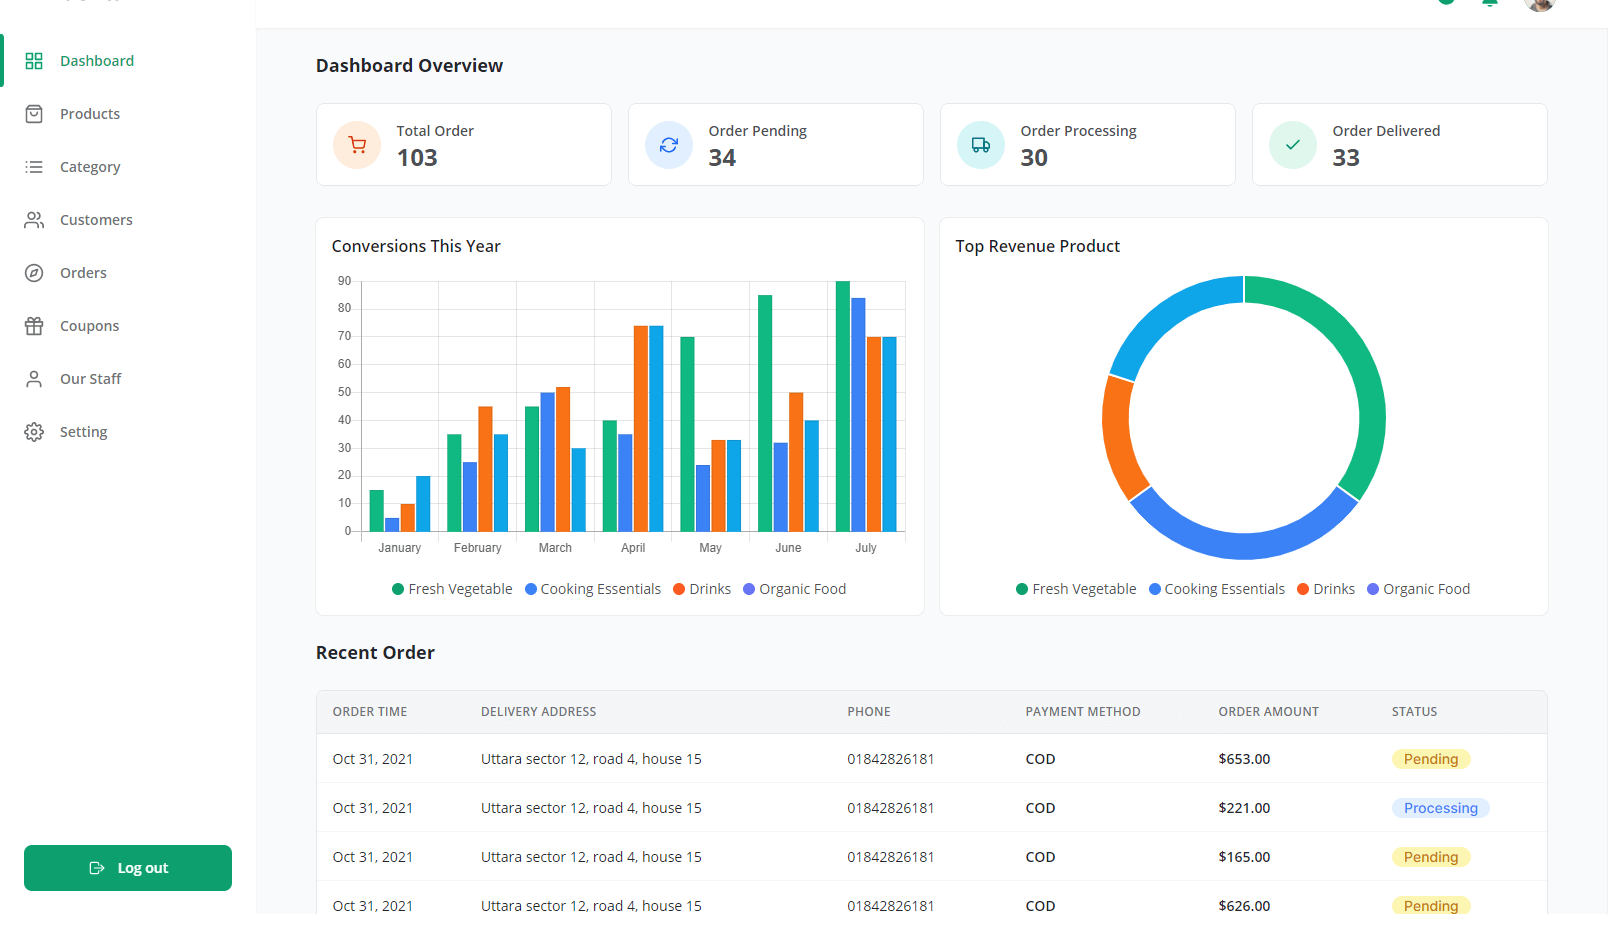 Dashboard
Products
Category
Customers
Orders
Coupons
Our Staff
Setting
Log out
Dashboard Overview
Total Order
103
Order Pending
34
Order Processing
30
Order Delivered
33
Conversions This Year
90
80
70
60
50
40
30
20
10
0
January February March April May June July
Fresh Vegetable Cooking Essentials Drinks Organic Food
Top Revenue Product
Fresh Vegetable Cooking Essentials Drinks Organic Food
Recent Order
ORDER TIME DELIVERY ADDRESS PHONE PAYMENT METHOD ORDER AMOUNT STATUS
Oct 31, 2021 Uttara sector 12, road 4, house 15 01842826181 COD $653.00 Pending
Oct 31, 2021 Uttara sector 12, road 4, house 15 01842826181 COD $221.00 Processing
Oct 31, 2021 Uttara sector 12, road 4, house 15 01842826181 COD $165.00 Pending
Oct 31, 2021 Uttara sector 12, road 4, house 15 01842826181 COD $626.00 Pending